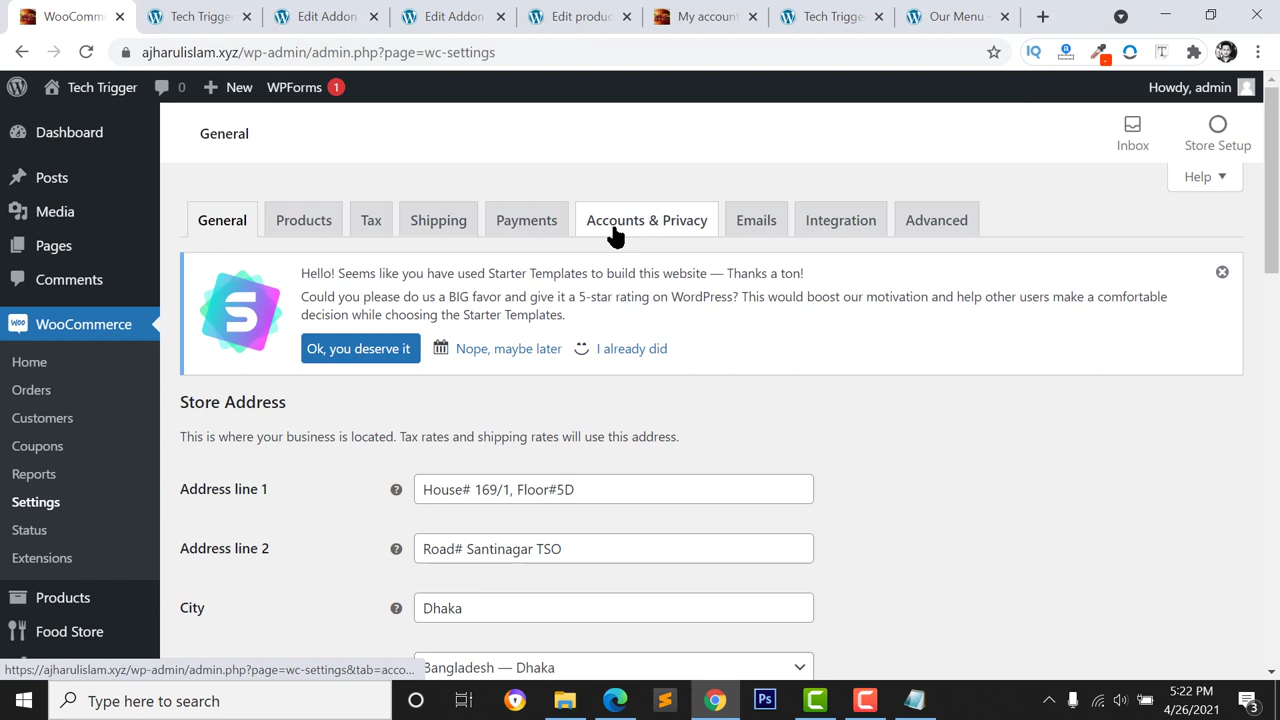 WooComm
Tech Trigger
Edit Addon
Edit Addon
Edit produc
My accoun
Tech Trigge
Our Menu –
ajharulislam.xyz/wp-admin/admin.php?page=wc-settings
Tech Trigger
0
New
WPForms 1
Howdy, admin
Dashboard
Posts
Media
Pages
Comments
WooCommerce
Home
Orders
Customers
Coupons
Reports
Settings
Status
Extensions
Products
Food Store
General
Inbox
Store Setup
Help
General
Products
Tax
Shipping
Payments
Accounts & Privacy
Emails
Integration
Advanced
Hello! Seems like you have used Starter Templates to build this website — Thanks a ton!
Could you please do us a BIG favor and give it a 5-star rating on WordPress? This would boost our motivation and help other users make a comfortable
decision while choosing the Starter Templates.
Ok, you deserve it
Nope, maybe later
I already did
Store Address
This is where your business is located. Tax rates and shipping rates will use this address.
Address line 1
House# 169/1, Floor#5D
Address line 2
Road# Santinagar TSO
City
Dhaka
Bangladesh — Dhaka
https://ajharulislam.xyz/wp-admin/admin.php?page=wc-settings&tab=acco...
Type here to search
5:22 PM
4/26/2021
3